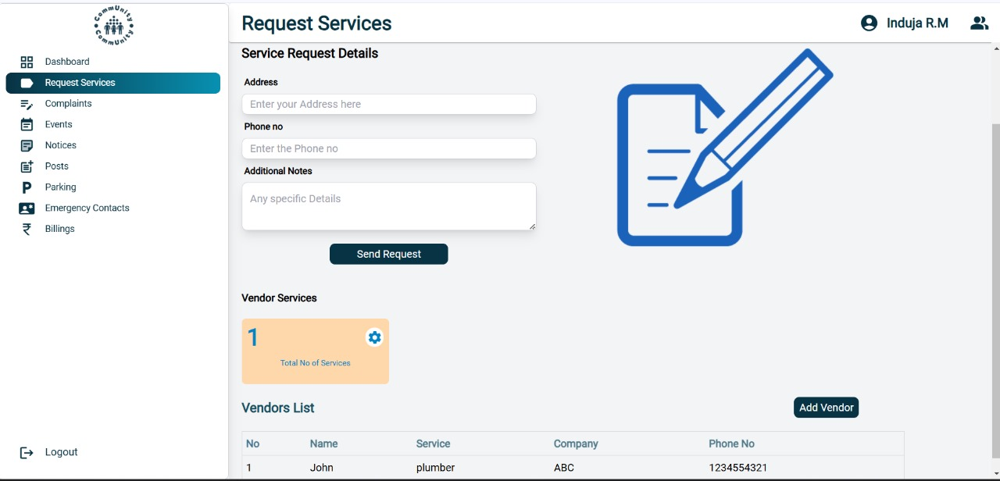 CommUnity
CommUnity
Dashboard
Request Services
Complaints
Events
Notices
Posts
Parking
Emergency Contacts
Billings
Logout
Request Services
Induja R.M
Service Request Details
Address
Enter your Address here
Phone no
Enter the Phone no
Additional Notes
Any specific Details
Send Request
Vendor Services
1
Total No of Services
Vendors List
Add Vendor
No Name Service Company Phone No
1 John plumber ABC 1234554321